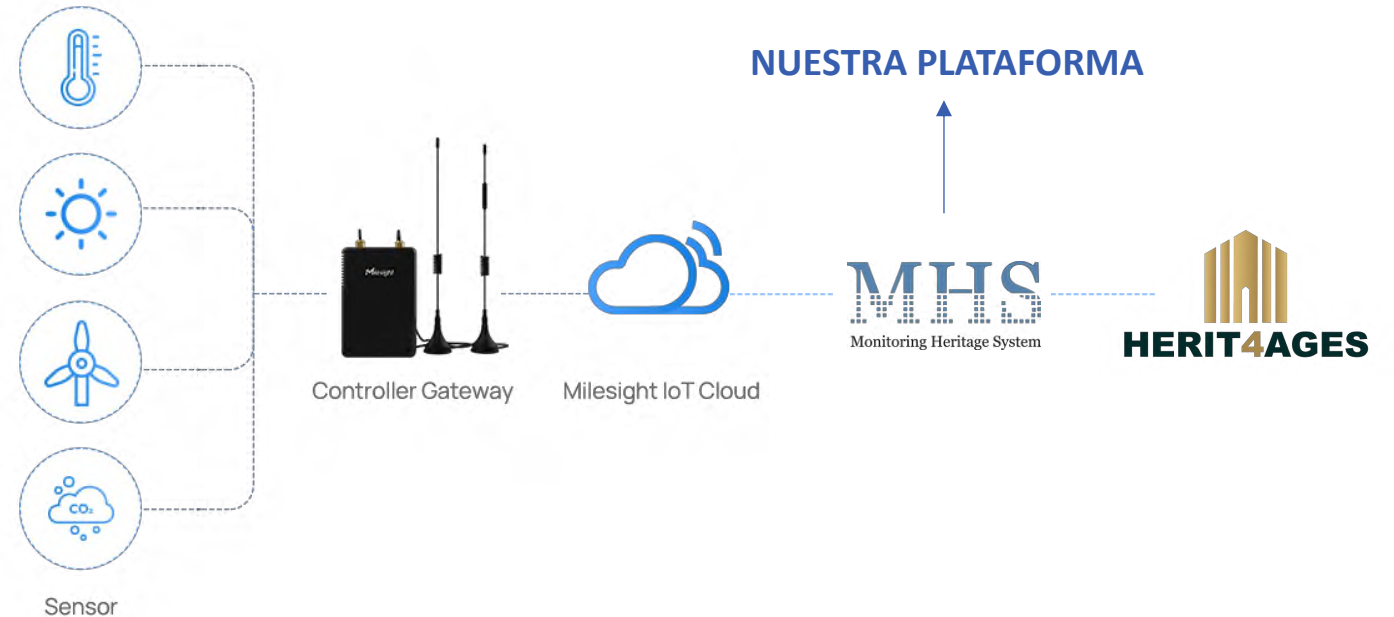 NUESTRA PLATAFORMA
Milesight
MHS
Monitoring Heritage System
HERIT4AGES
Controller Gateway
Milesight IoT Cloud
CO₂
Sensor